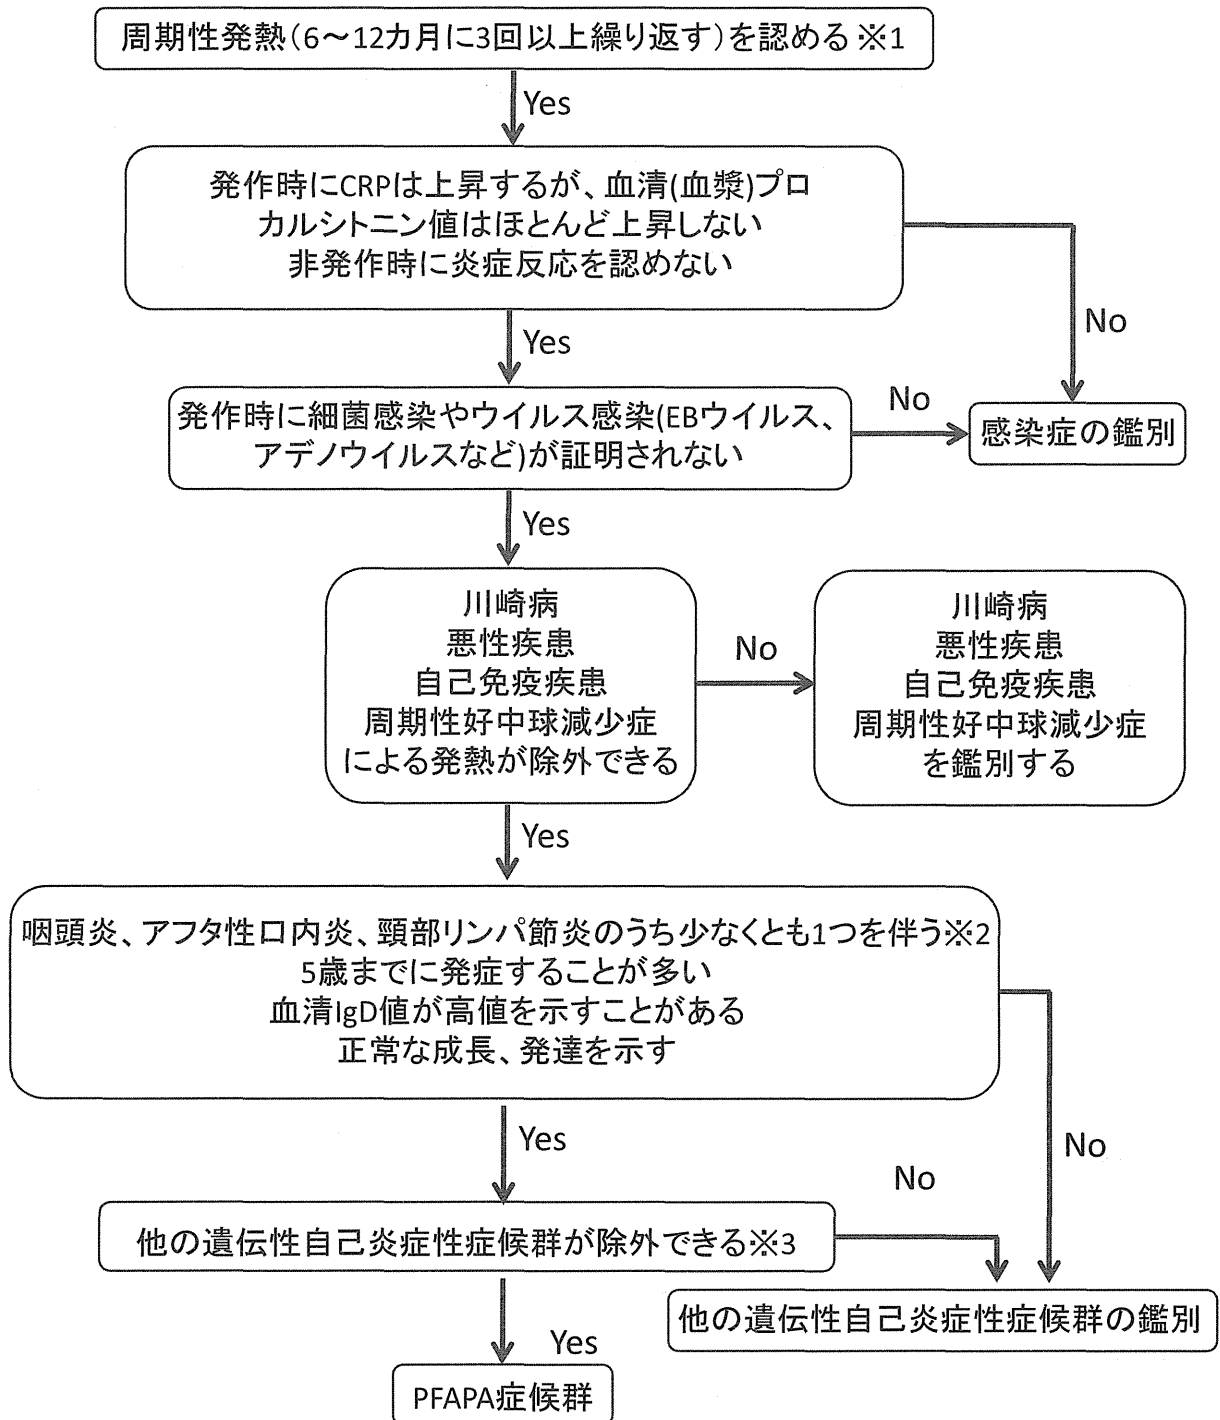 周期性発熱(6〜12カ月に3回以上繰り返す)を認める ※1
Yes
発作時にCRPは上昇するが、血清(血漿)プロ
カルシトニン値はほとんど上昇しない
非発作時に炎症反応を認めない
No
Yes
発作時に細菌感染やウイルス感染(EBウイルス、
アデノウイルスなど)が証明されない
No
感染症の鑑別
Yes
川崎病
悪性疾患
自己免疫疾患
周期性好中球減少症
による発熱が除外できる
No
川崎病
悪性疾患
自己免疫疾患
周期性好中球減少症
を鑑別する
Yes
咽頭炎、アフタ性口内炎、頸部リンパ節炎のうち少なくとも1つを伴う※2
5歳までに発症することが多い
血清IgD値が高値を示すことがある
正常な成長、発達を示す
Yes
No
No
他の遺伝性自己炎症性症候群が除外できる※3
他の遺伝性自己炎症性症候群の鑑別
Yes
PFAPA症候群